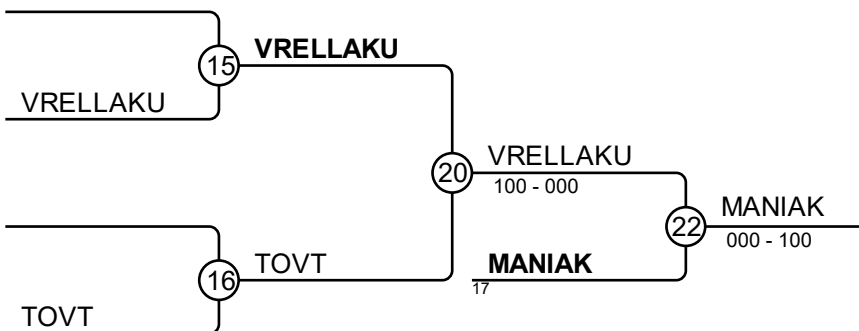 VRELLAKU
15
VRELLAKU
20
VRELLAKU
100 - 000
22
MANIAK
000 - 100
MANIAK
17
16
TOVT
TOVT